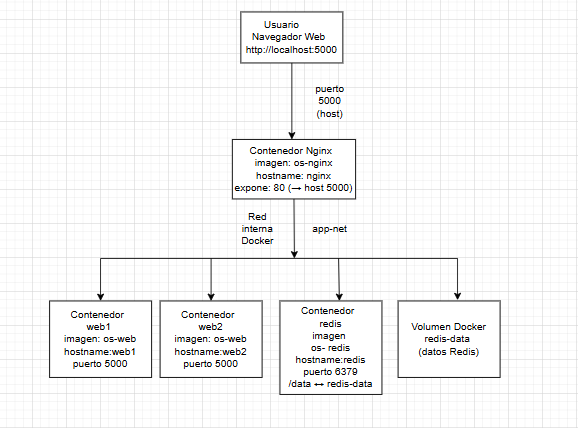 Usuario
Navegador Web
http://localhost:5000
puerto
5000
(host)
Contenedor Nginx
imagen: os-nginx
hostname: nginx
expone: 80 (→ host 5000)
Red
interna
Docker
app-net
Contenedor
web1
imagen: os-web
hostname:web1
puerto 5000
Contenedor
web2
imagen: os-web
hostname:web2
puerto 5000
Contenedor
redis
imagen
os- redis
hostname:redis
puerto 6379
/data ↔ redis-data
Volumen Docker
redis-data
(datos Redis)